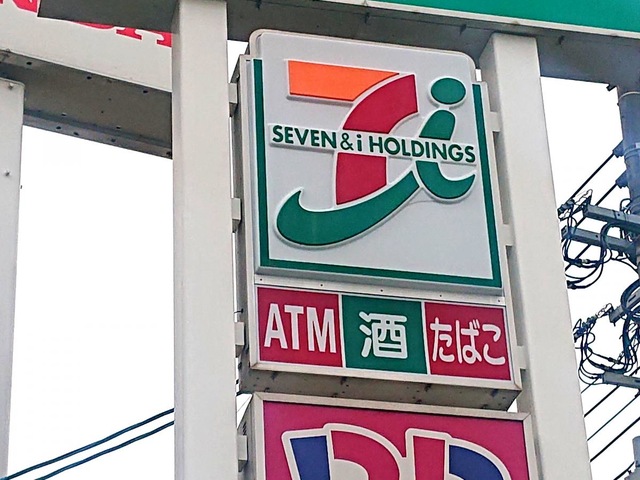 SEVEN & i HOLDINGS
ATM 酒 たばこ